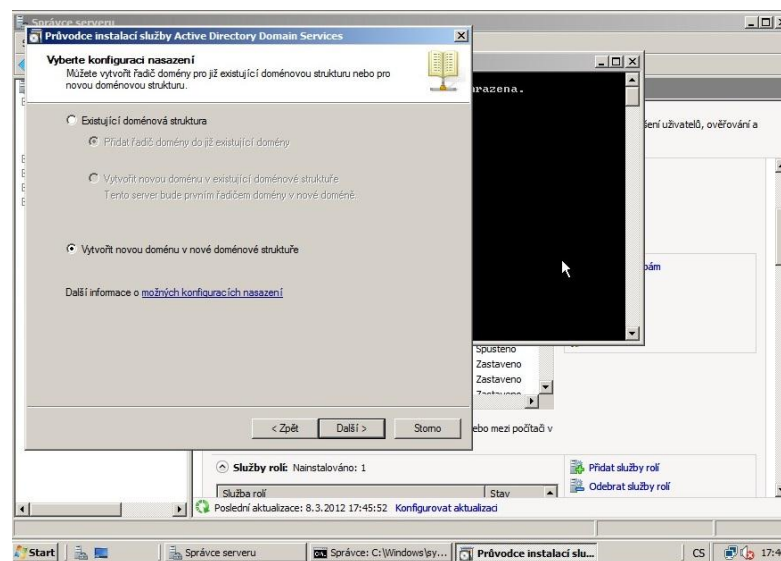 Správce serveru
Průvodce instalací služby Active Directory Domain Services
Vyberte konfiguraci nasazení
Můžete vytvořit řadič domény pro již existující doménovou strukturu nebo pro
novou doménovou strukturu.
Existující doménová struktura
Přidat řadič domény do již existující domény
Vytvořit novou doménu v existující doménové struktuře
Tento server bude prvním řadičem domény v nové doméně.
Vytvořit novou doménu v nové doménové struktuře
Další informace o možných konfiguracích nasazení
< Zpět
Další >
Storno
razena.
šení uživatelů, ověřování a
bám
Spuštěno
Zastaveno
Zastaveno
Zastaveno
ebo mezi počítači v
Služby rolí: Nainstalováno: 1
Služba rolí
Stav
Přidat služby rolí
Odebrat služby rolí
Poslední aktualizace: 8.3.2012 17:45:52 Konfigurovat aktualizaci
Start
Správce serveru
Správce: C:\Windows\sy...
Průvodce instalací slu...
CS
17:4